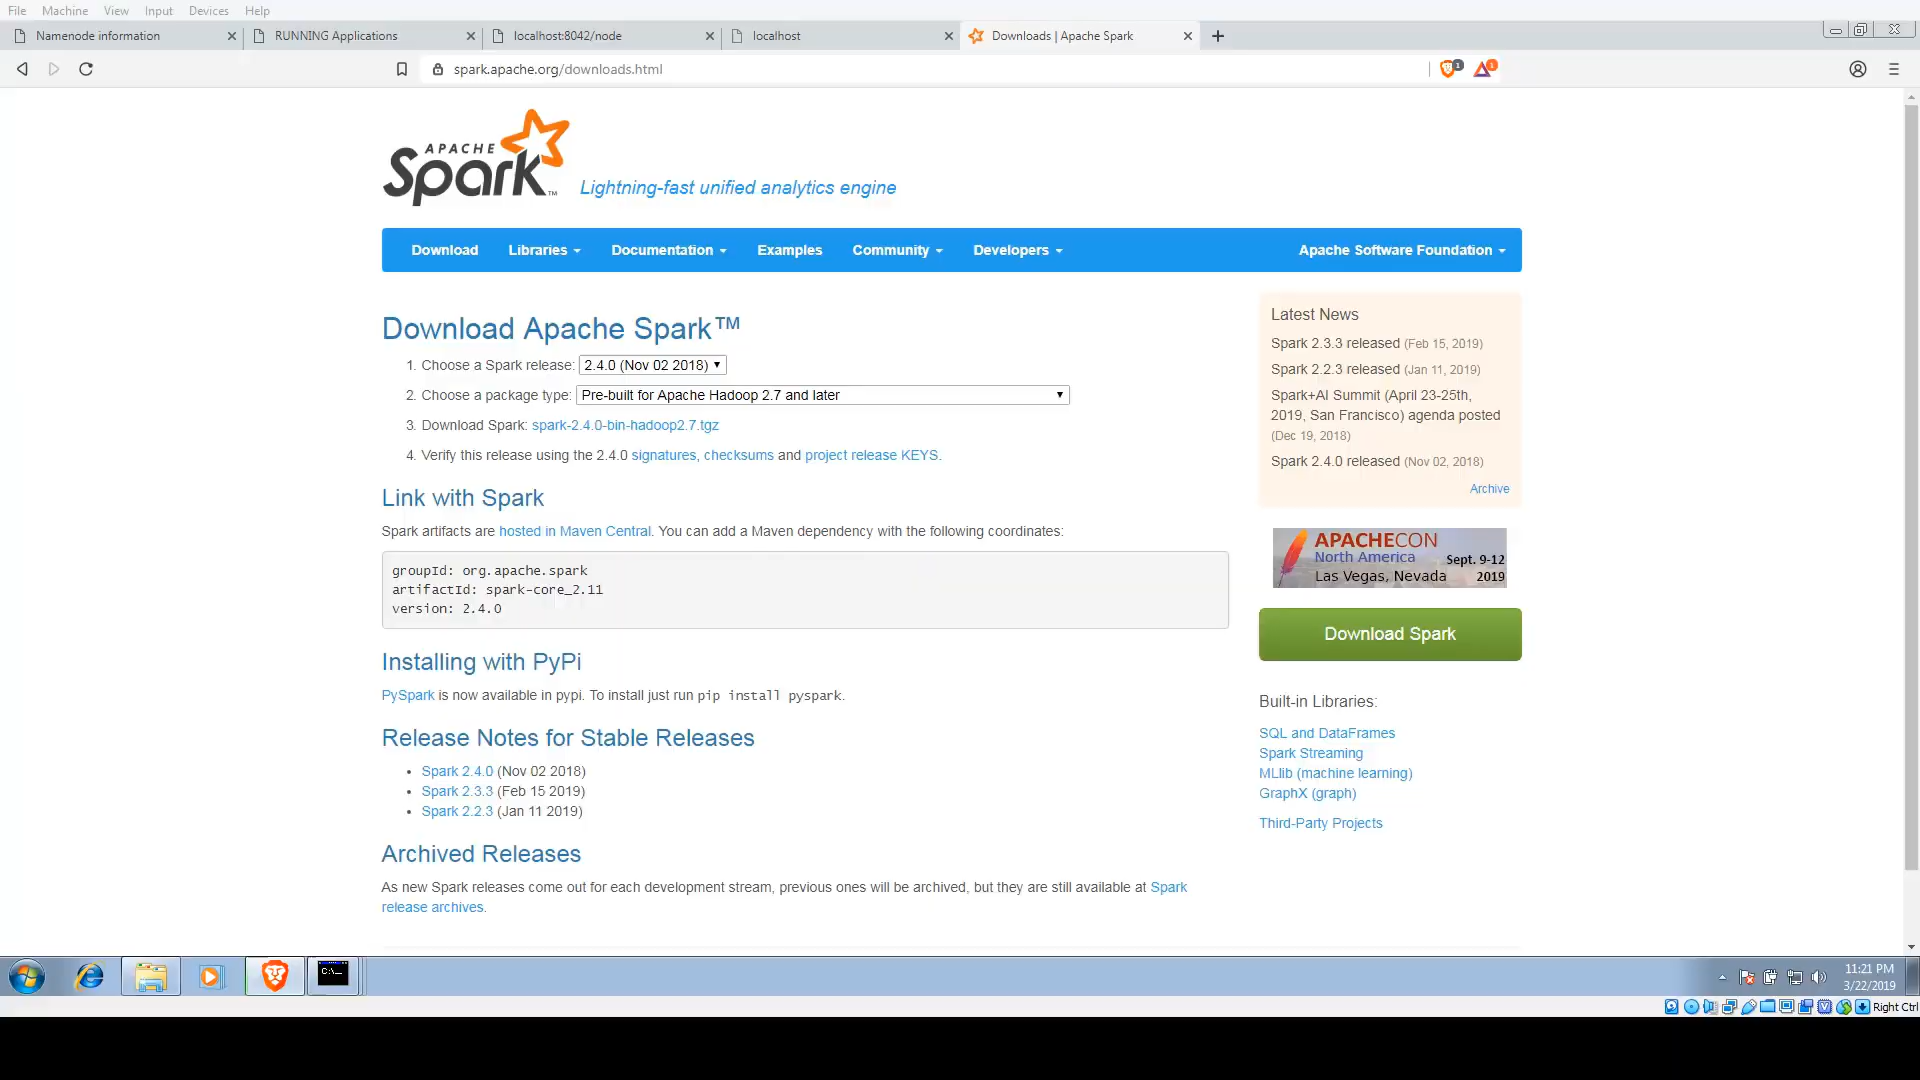 File Machine View Input Devices Help
Namenode information
RUNNING Applications
localhost:8042/node
localhost
Downloads | Apache Spark
spark.apache.org/downloads.html
1
1
APACHE
Spark™
Lightning-fast unified analytics engine
Download
Libraries
Documentation
Examples
Community
Developers
Apache Software Foundation
Download Apache Spark™
1. Choose a Spark release: 2.4.0 (Nov 02 2018)
2. Choose a package type: Pre-built for Apache Hadoop 2.7 and later
3. Download Spark: spark-2.4.0-bin-hadoop2.7.tgz
4. Verify this release using the 2.4.0 signatures, checksums and project release KEYS.
Link with Spark
Spark artifacts are hosted in Maven Central. You can add a Maven dependency with the following coordinates:
groupId: org.apache.spark
artifactId: spark-core_2.11
version: 2.4.0
Installing with PyPi
PySpark is now available in pypi. To install just run pip install pyspark.
Release Notes for Stable Releases
• Spark 2.4.0 (Nov 02 2018)
• Spark 2.3.3 (Feb 15 2019)
• Spark 2.2.3 (Jan 11 2019)
Archived Releases
As new Spark releases come out for each development stream, previous ones will be archived, but they are still available at Spark
release archives.
Latest News
Spark 2.3.3 released (Feb 15, 2019)
Spark 2.2.3 released (Jan 11, 2019)
Spark+AI Summit (April 23-25th,
2019, San Francisco) agenda posted
(Dec 19, 2018)
Spark 2.4.0 released (Nov 02, 2018)
Archive
APACHECON
North America Sept. 9-12
Las Vegas, Nevada 2019
Download Spark
Built-in Libraries:
SQL and DataFrames
Spark Streaming
MLlib (machine learning)
GraphX (graph)
Third-Party Projects
C:\_
11:21 PM
3/22/2019
Right Ctrl